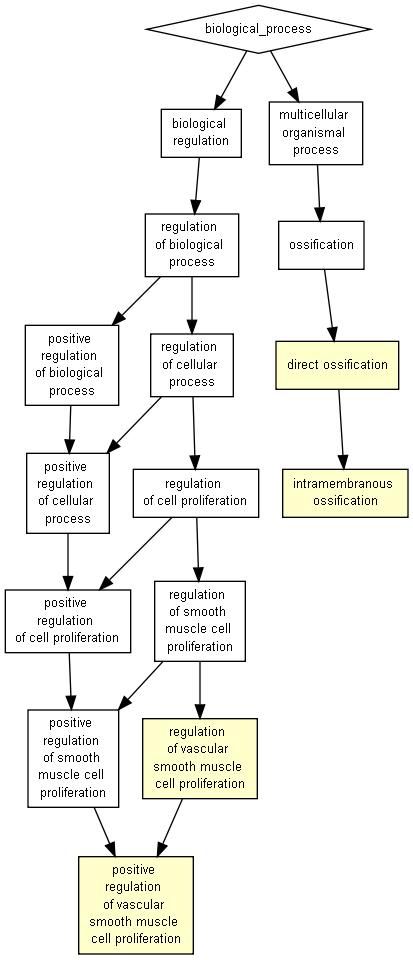 biological_process
biological
regulation
multicellular
organismal
process
regulation
of biological
process
ossification
positive
regulation
of biological
process
regulation
of cellular
process
direct ossification
positive
regulation
of cellular
process
regulation
of cell proliferation
intramembranous
ossification
positive
regulation
of cell proliferation
regulation
of smooth
muscle cell
proliferation
positive
regulation
of smooth
muscle cell
proliferation
regulation
of vascular
smooth muscle
cell proliferation
positive
regulation
of vascular
smooth muscle
cell proliferation